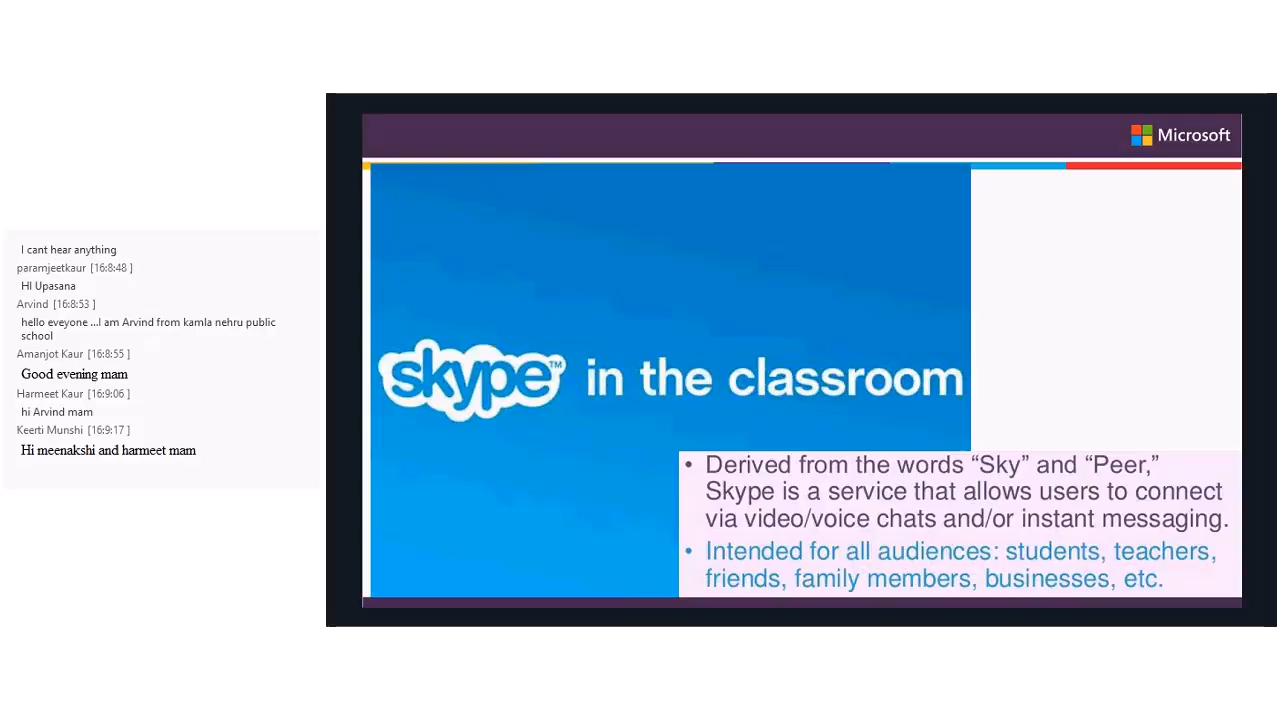 I cant hear anything
paramjeetkaur [16:8:48 ]
HI Upasana
Arvind [16:8:53 ]
hello eveyone ...I am Arvind from kamla nehru public
school
Amanjot Kaur [16:8:55 ]
Good evening mam
Harmeet Kaur [16:9:06 ]
hi Arvind mam
Keerti Munshi [16:9:17 ]
Hi meenakshi and harmeet mam
Microsoft
skype™ in the classroom
• Derived from the words “Sky” and “Peer,”
Skype is a service that allows users to connect
via video/voice chats and/or instant messaging.
• Intended for all audiences: students, teachers,
friends, family members, businesses, etc.